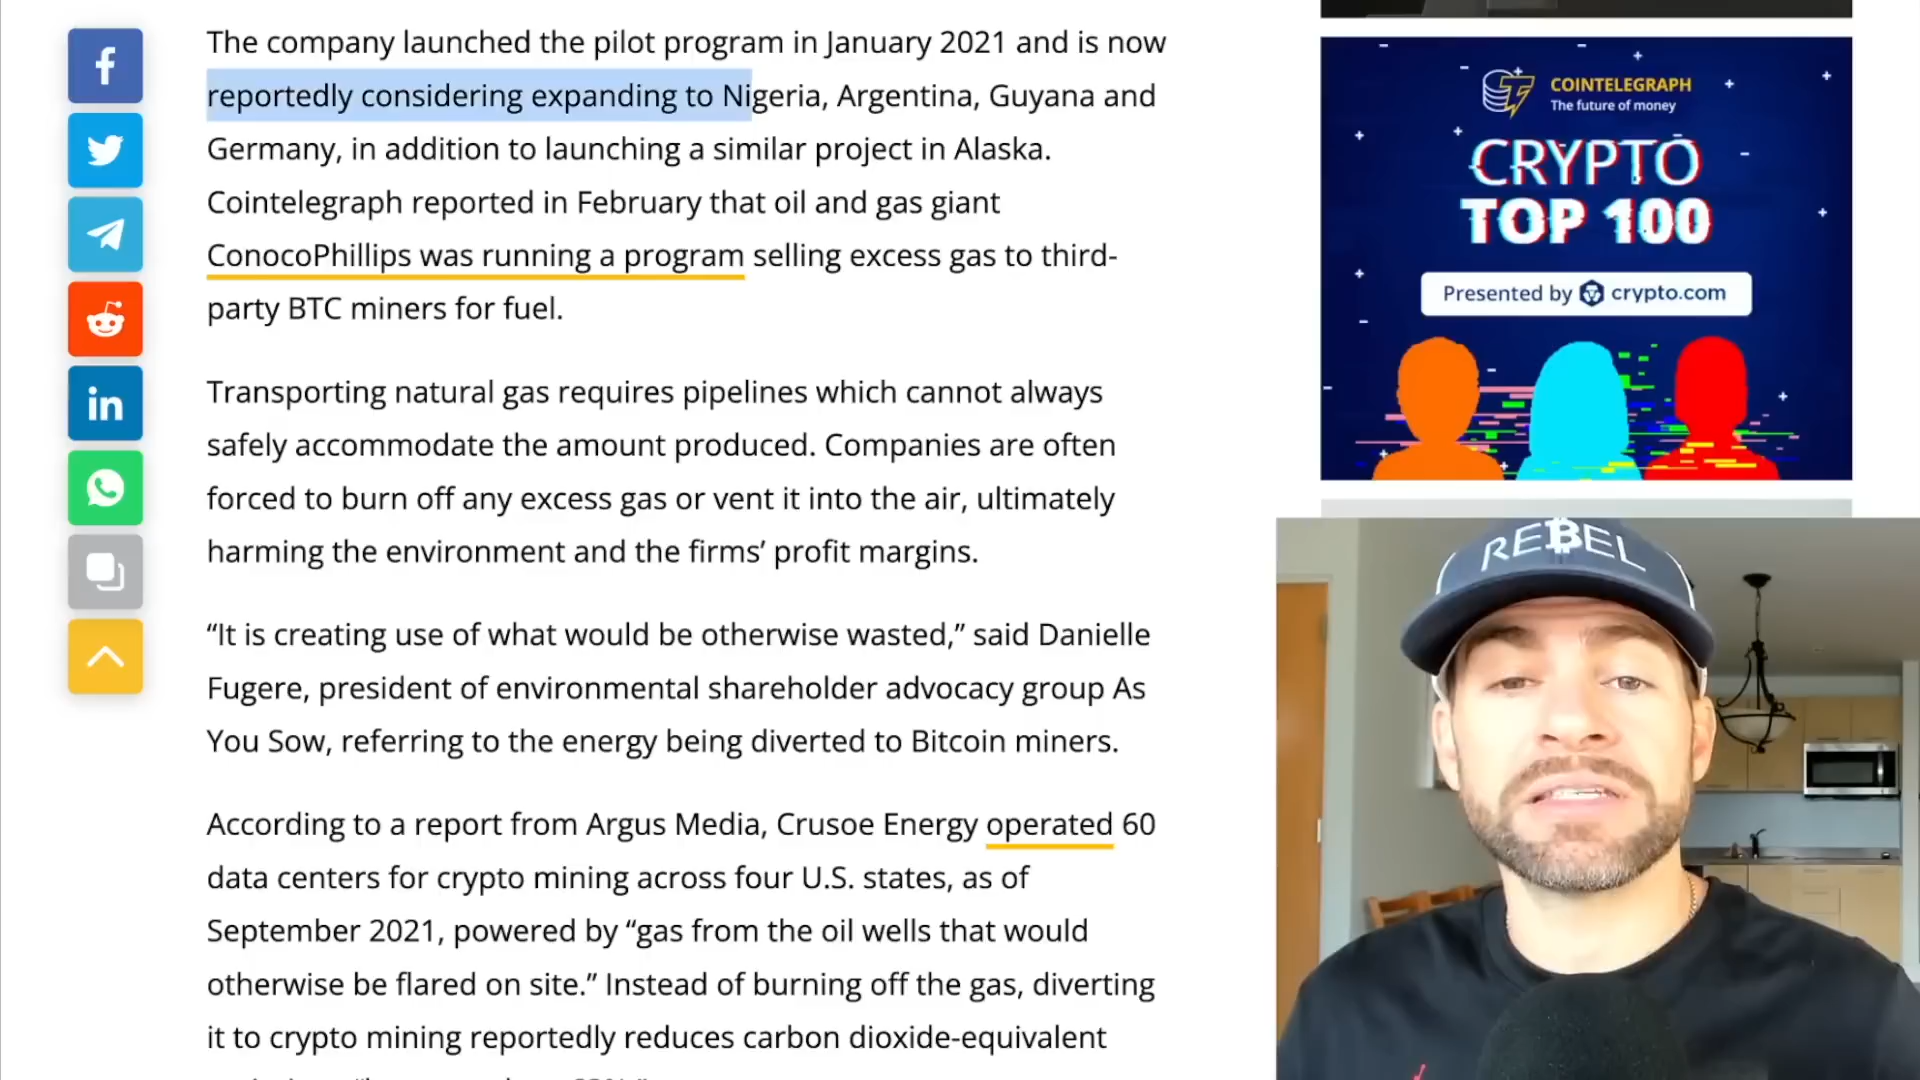 The company launched the pilot program in January 2021 and is now
reportedly considering expanding to Nigeria, Argentina, Guyana and
Germany, in addition to launching a similar project in Alaska.
Cointelegraph reported in February that oil and gas giant
ConocoPhillips was running a program selling excess gas to third-
party BTC miners for fuel.
Transporting natural gas requires pipelines which cannot always
safely accommodate the amount produced. Companies are often
forced to burn off any excess gas or vent it into the air, ultimately
harming the environment and the firms’ profit margins.
“It is creating use of what would be otherwise wasted,” said Danielle
Fugere, president of environmental shareholder advocacy group As
You Sow, referring to the energy being diverted to Bitcoin miners.
According to a report from Argus Media, Crusoe Energy operated 60
data centers for crypto mining across four U.S. states, as of
September 2021, powered by “gas from the oil wells that would
otherwise be flared on site.” Instead of burning off the gas, diverting
it to crypto mining reportedly reduces carbon dioxide-equivalent
COINTELEGRAPH
The future of money
CRYPTO
TOP 100
Presented by crypto.com
RE₿EL